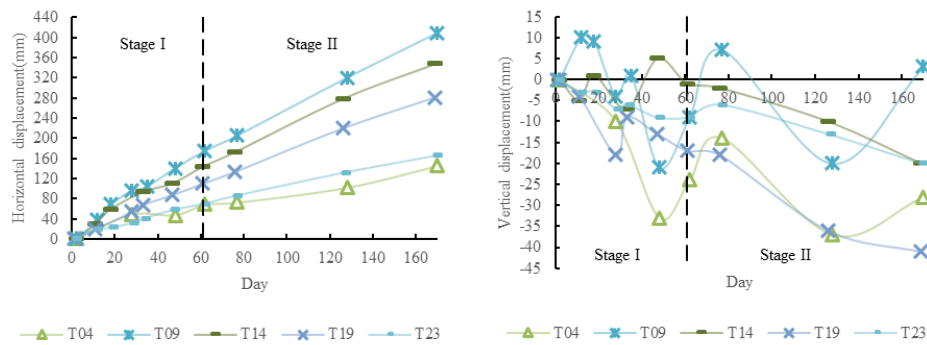 Horizontal displacement(mm)
440
400
360
320
280
240
200
160
120
80
40
0
Stage I
Stage II
0 20 40 60 80 100 120 140 160
Day
T04 T09 T14 T19 T23
Vertical displacement(mm)
15
10
5
0
-5
-10
-15
-20
-25
-30
-35
-40
-45
0 20 40 60 80 100 120 140 160
Stage I
Stage II
Day
T04 T09 T14 T19 T23